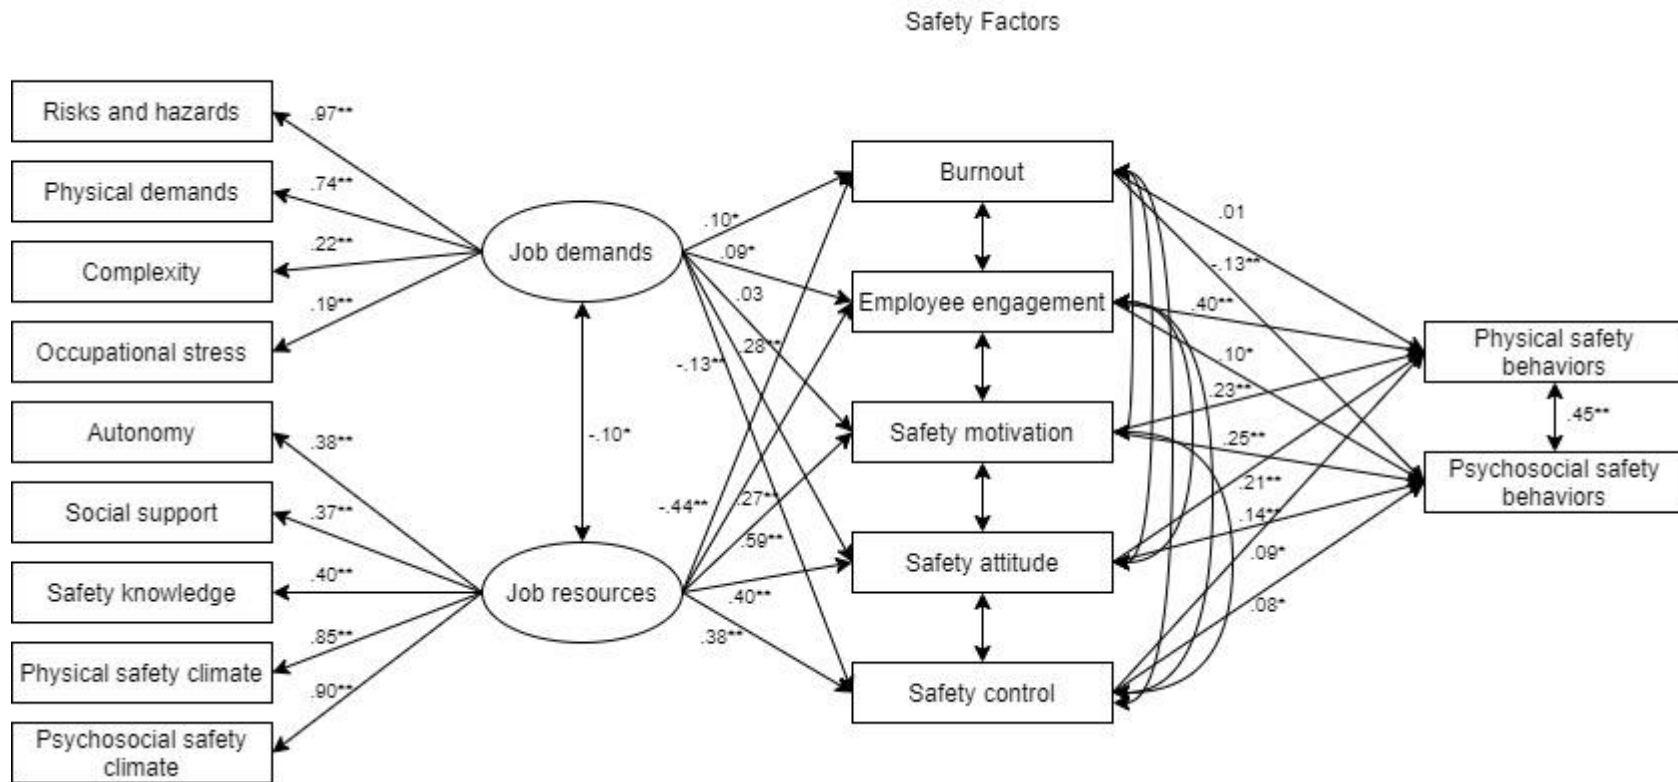 Safety Factors
Risks and hazards
Physical demands
Complexity
Occupational stress
Autonomy
Social support
Safety knowledge
Physical safety climate
Psychosocial safety
climate
.97**
.74**
.22**
.19**
.38**
.37**
.40**
.85**
.90**
Job demands
-.10*
Job resources
.10*
.09*
.03
.28**
-.13**
-.44**
.27**
.59**
.40**
.38**
Burnout
Employee engagement
Safety motivation
Safety attitude
Safety control
.01
-.13**
.40**
.10*
.23**
.25**
.21**
.14**
.09*
.08*
Physical safety
behaviors
.45**
Psychosocial safety
behaviors